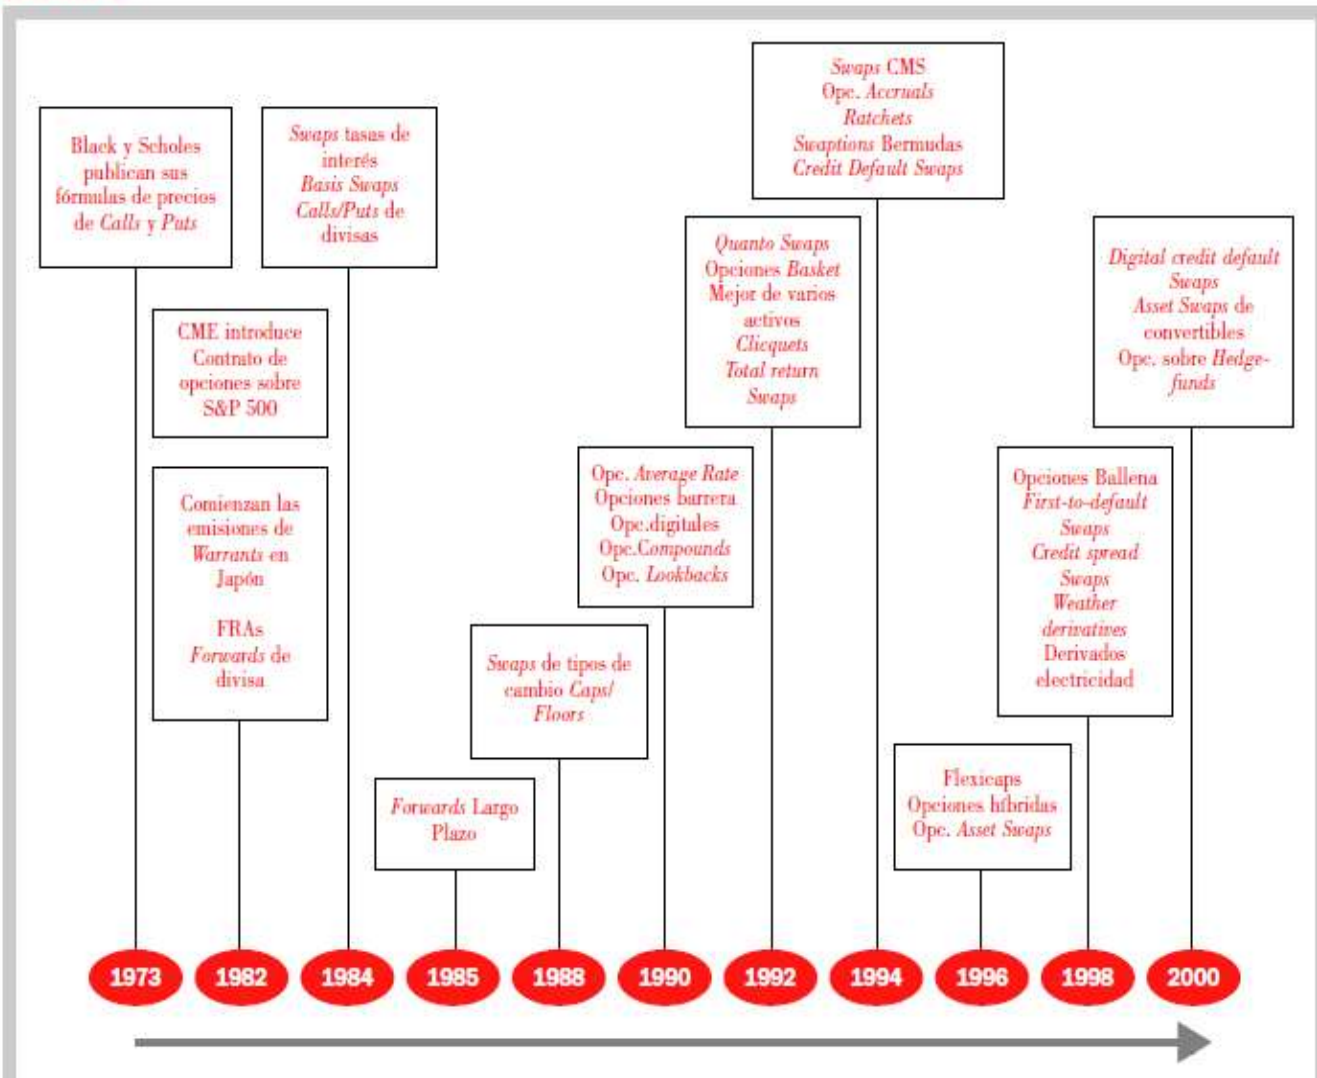 Black y Scholes
publican sus
fórmulas de precios
de Calls y Puts
CME introduce
Contrato de
opciones sobre
S&P 500
Comienzan las
emisiones de
Warrants en
Japón
FRAs
Forwards de
divisa
Swaps tasas de
interés
Basis Swaps
Calls/Puts de
divisas
Forwards Largo
Plazo
Swaps de tipos de
cambio Caps/
Floors
Opc. Average Rate
Opciones barrera
Opc.digitales
Opc.Compounds
Opc. Lookbacks
Quanto Swaps
Opciones Basket
Mejor de varios
activos
Clicquets
Total return
Swaps
Swaps CMS
Opc. Accruals
Ratchets
Swaptions Bermudas
Credit Default Swaps
Flexicaps
Opciones híbridas
Opc. Asset Swaps
Opciones Ballena
First-to-default
Swaps
Credit spread
Swaps
Weather
derivatives
Derivados
electricidad
Digital credit default
Swaps
Asset Swaps de
convertibles
Opc. sobre Hedge-
funds
1973 1982 1984 1985 1988 1990 1992 1994 1996 1998 2000